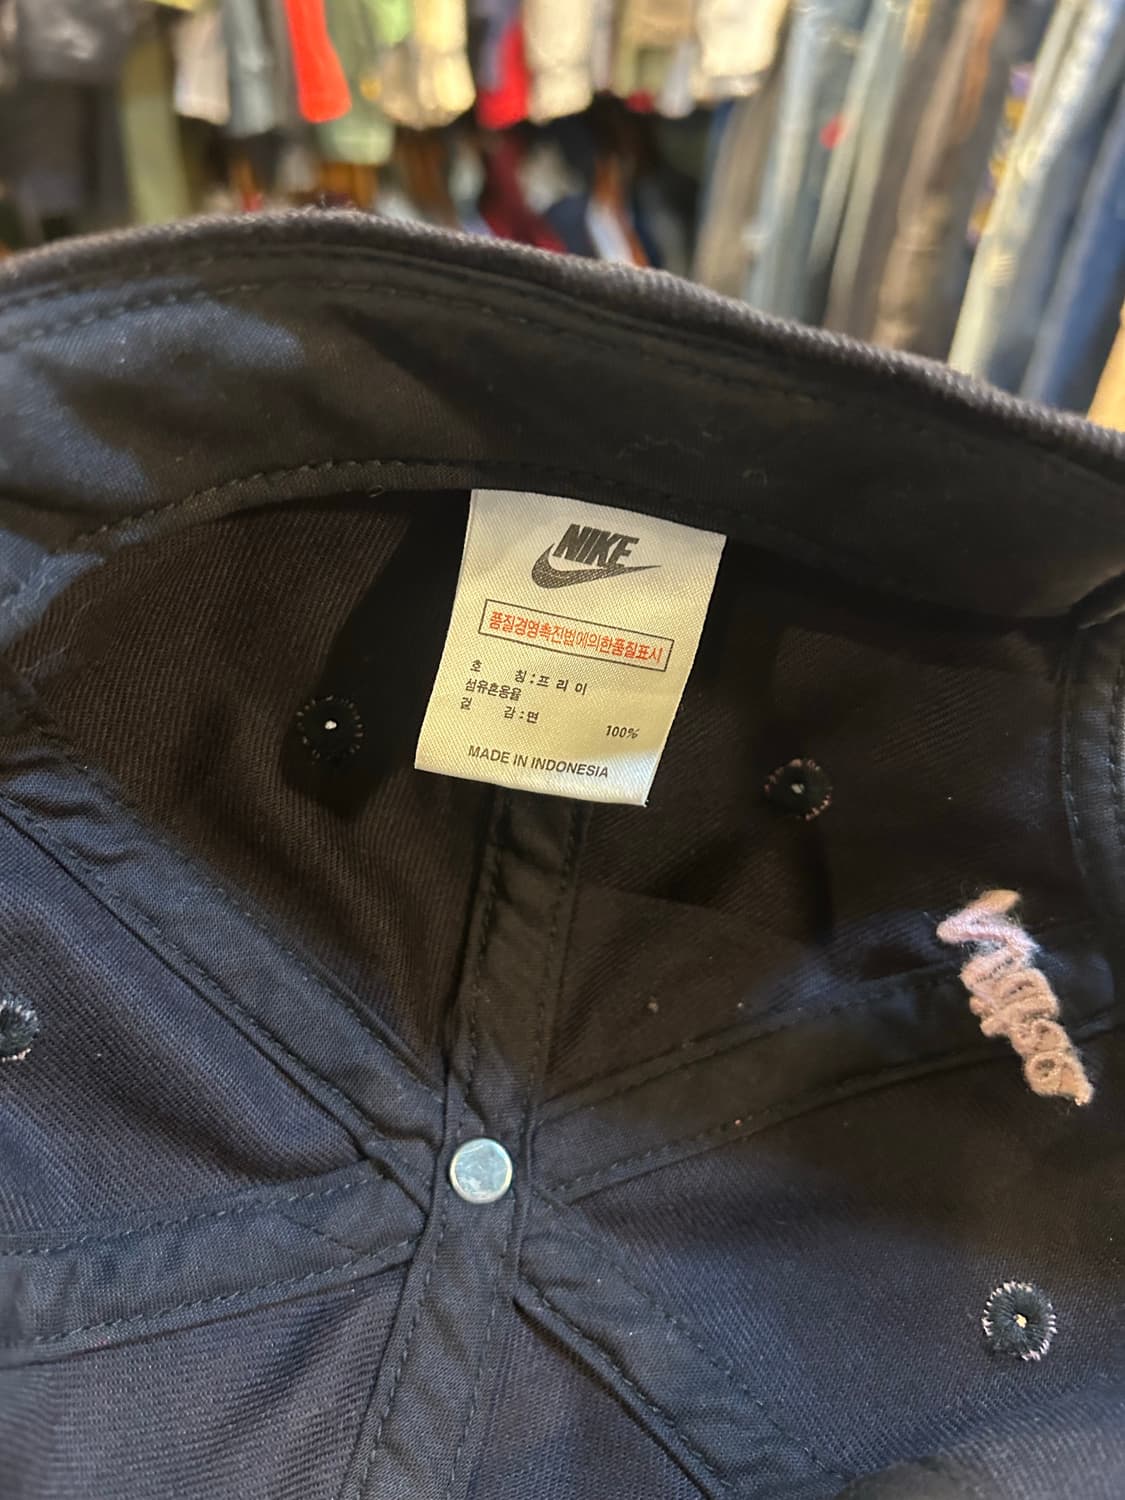 NIKE
품질경영촉진법에의한품질표시
호 칭 : 프 리 이
섬유혼용율
겉 감 : 면 100%
MADE IN INDONESIA